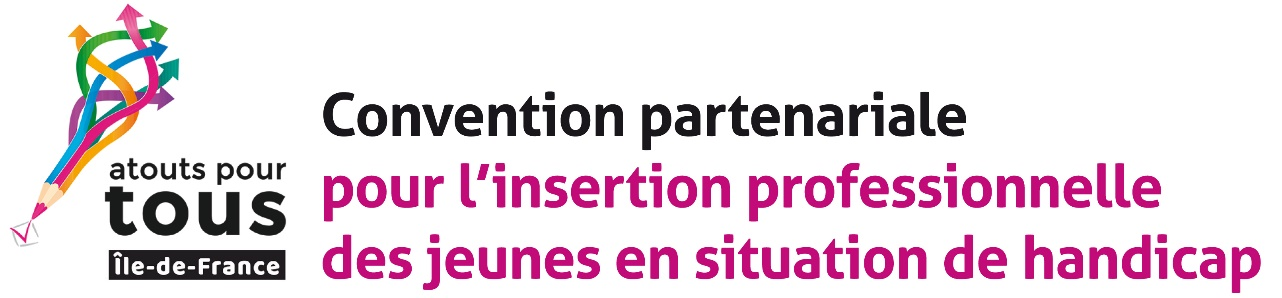 atouts pour
tous
Île-de-France
Convention partenariale
pour l’insertion professionnelle
des jeunes en situation de handicap